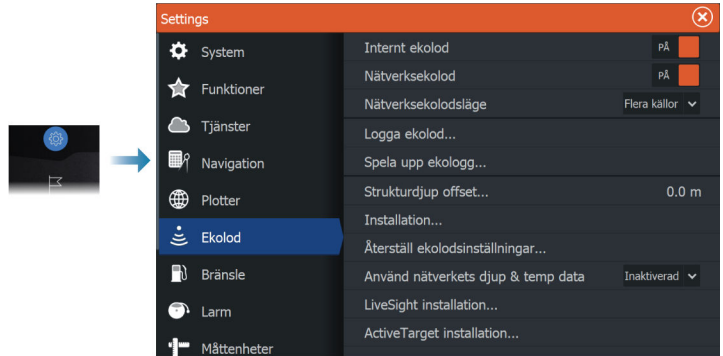 Settings
System
Funktioner
Tjänster
Navigation
Plotter
Ekolod
Bränsle
Larm
Måttenheter
Internt ekolod PÅ
Nätverksekolod PÅ
Nätverksekolodsläge Flera källor
Logga ekolod...
Spela upp ekologg...
Strukturdjup offset... 0.0 m
Installation...
Återställ ekolodsinställningar...
Använd nätverkets djup & temp data Inaktiverad
LiveSight installation...
ActiveTarget installation...